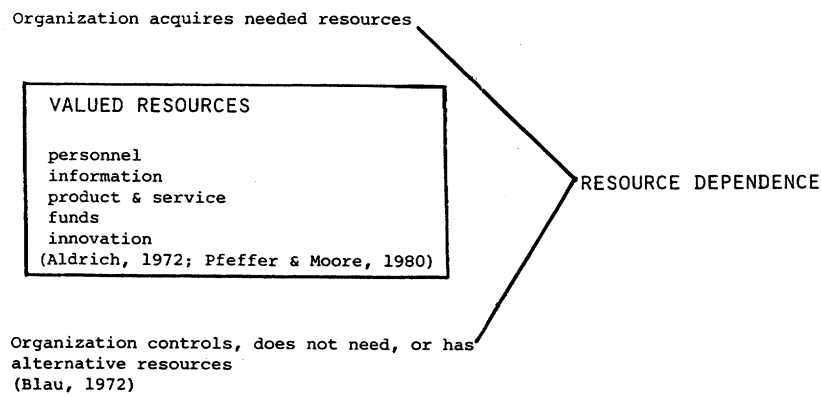 Organization acquires needed resources
VALUED RESOURCES
personnel
information
product & service
funds
innovation
(Aldrich, 1972; Pfeffer & Moore, 1980)
RESOURCE DEPENDENCE
Organization controls, does not need, or has
alternative resources
(Blau, 1972)